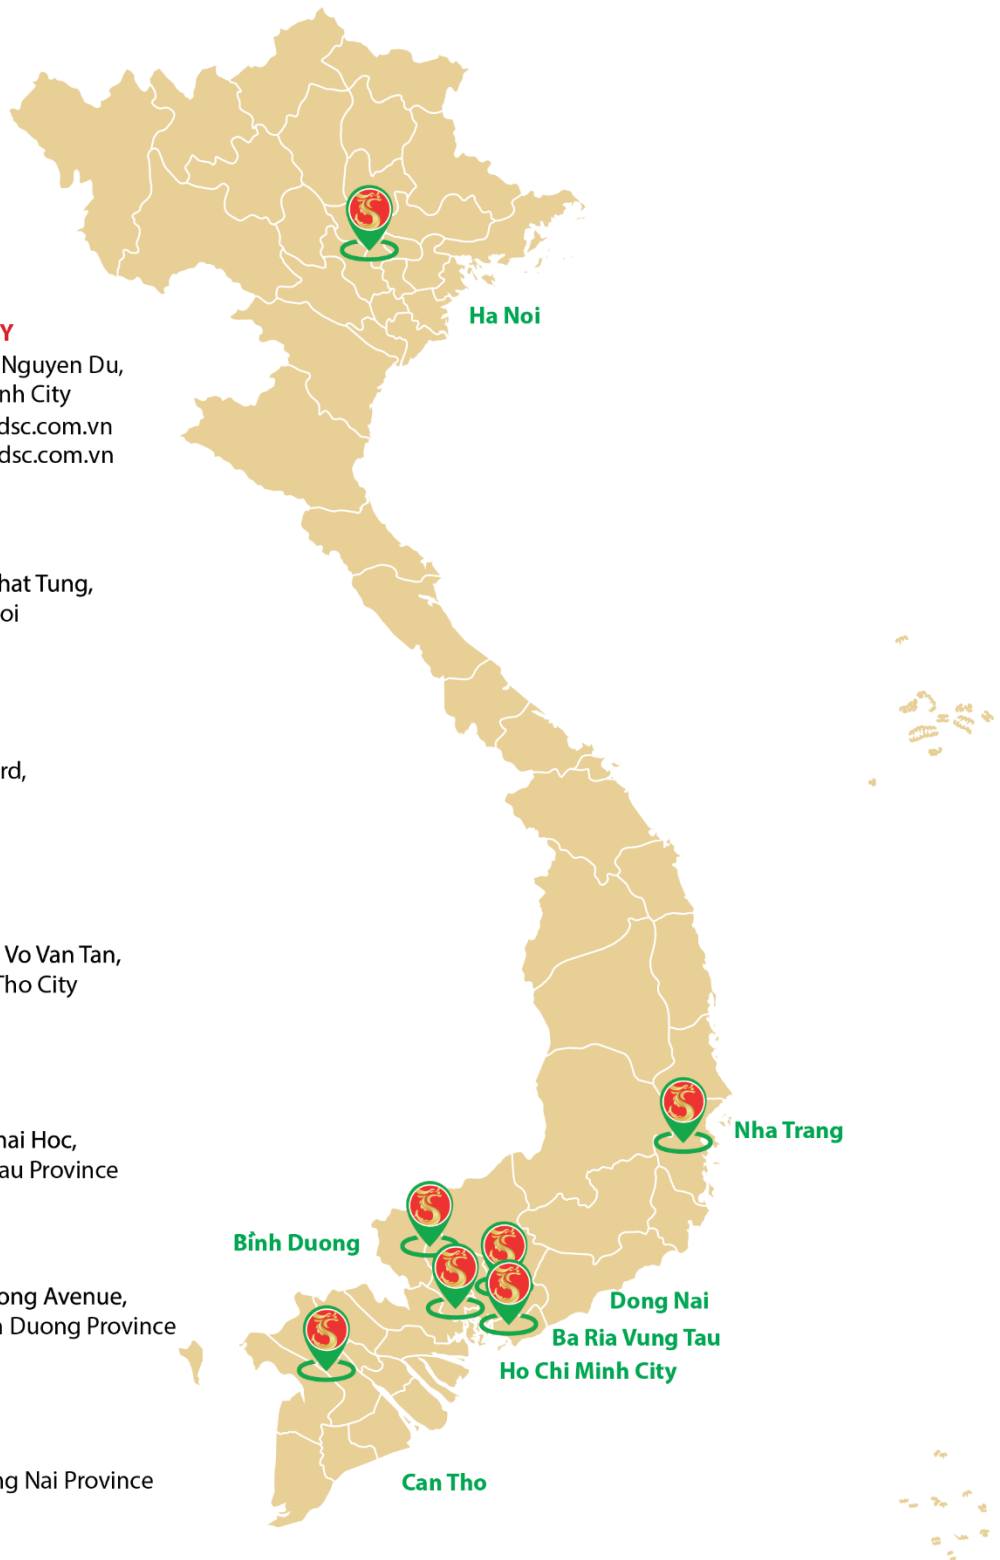 Y
Nguyen Du,
nh City
dsc.com.vn
dsc.com.vn
hat Tung,
oi
rd,
Vo Van Tan,
Tho City
hai Hoc,
au Province
ong Avenue,
n Duong Province
ng Nai Province
Ha Noi
Nha Trang
Bình Duong
Dong Nai
Ba Ria Vung Tau
Ho Chi Minh City
Can Tho